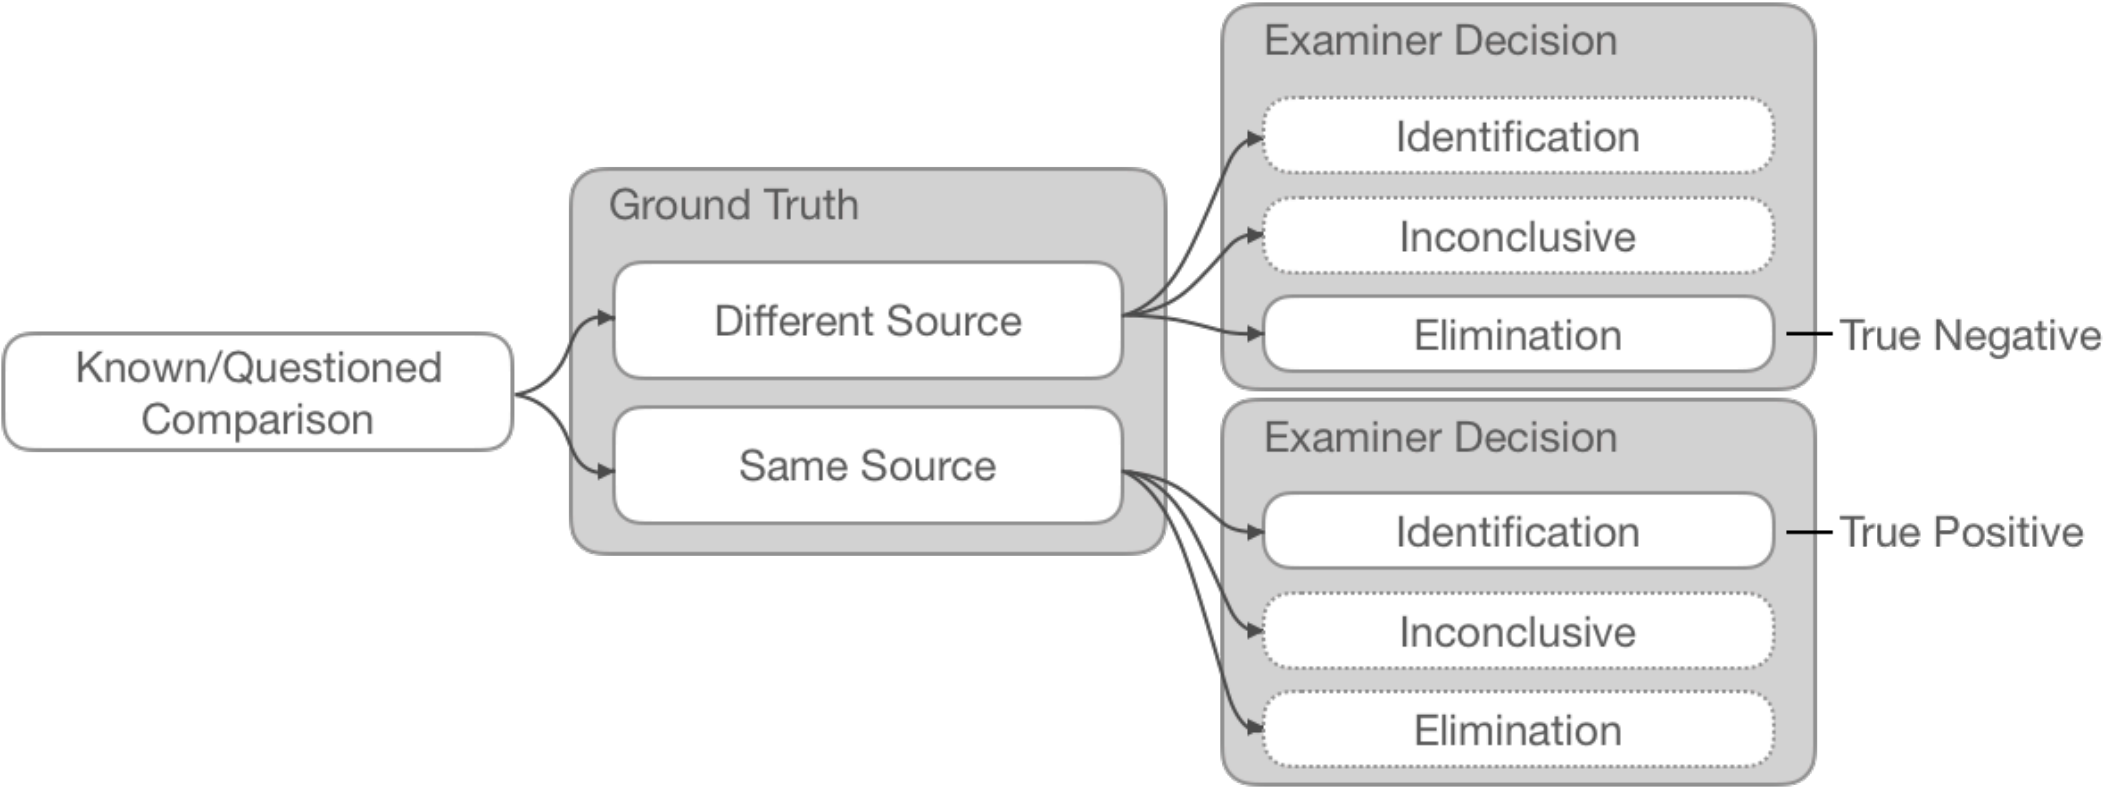 Known/Questioned
Comparison
Ground Truth
Different Source
Same Source
Examiner Decision
Identification
Inconclusive
Elimination
True Negative
Examiner Decision
Identification
True Positive
Inconclusive
Elimination